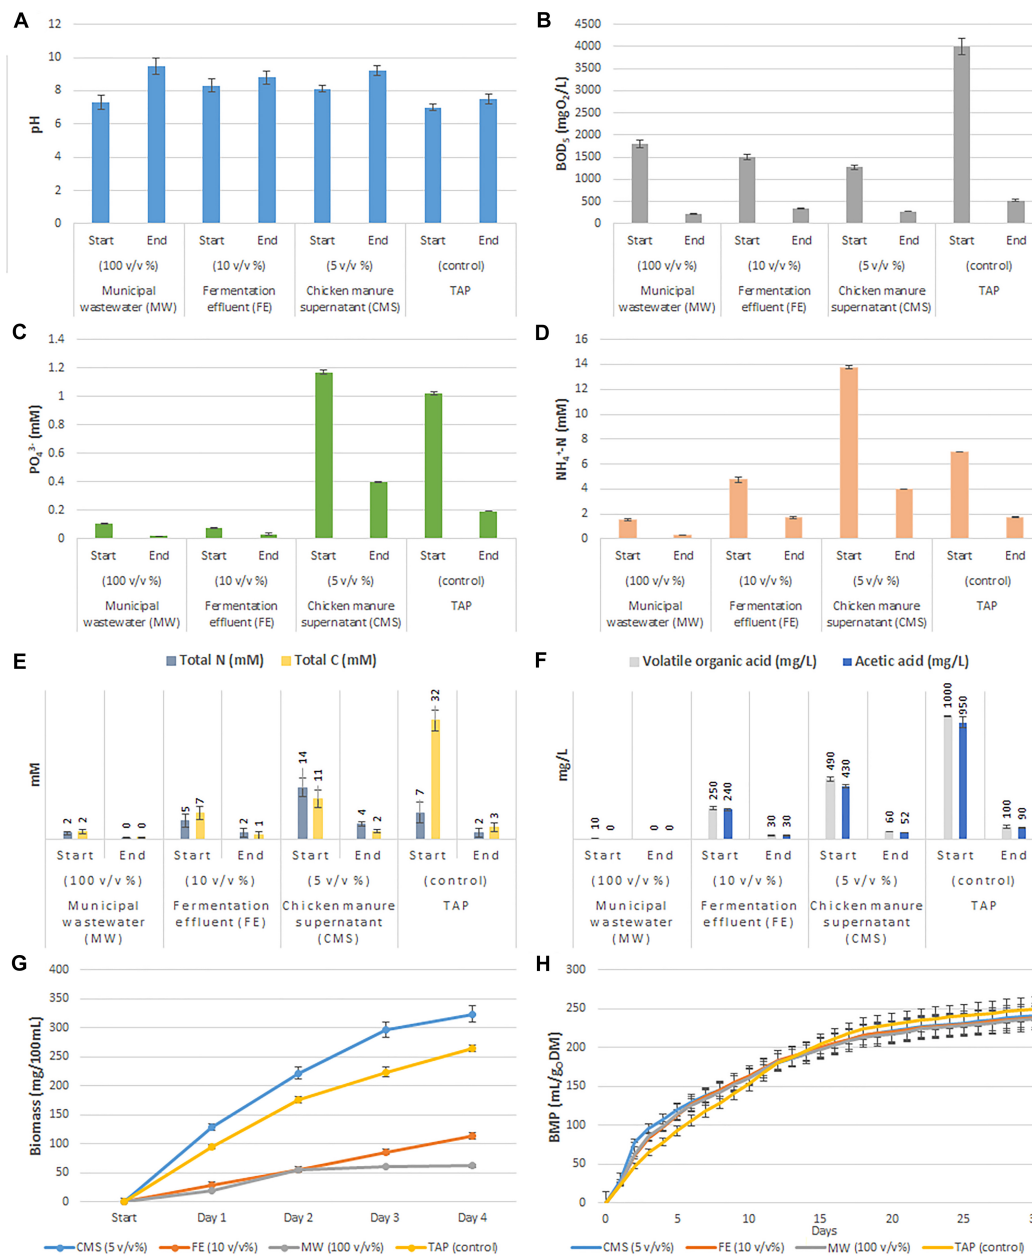 A
12
10
8
6
4
2
0
pH
Start End Start End Start End Start End
(100 v/v %) (10 v/v %) (5 v/v %) (control)
Municipal Fermentation Chicken manure TAP
wastewater (MW) effluent (FE) supernatant (CMS)
B
4500
4000
3500
3000
2500
2000
1500
1000
500
0
BOD₅ (mgO₂/L)
Start End Start End Start End Start End
(100 v/v %) (10 v/v %) (5 v/v %) (control)
Municipal Fermentation Chicken manure TAP
wastewater (MW) effluent (FE) supernatant (CMS)
C
1.4
1.2
1
0.8
0.6
0.4
0.2
0
PO₄³⁻ (mM)
Start End Start End Start End Start End
(100 v/v %) (10 v/v %) (5 v/v %) (control)
Municipal Fermentation Chicken manure TAP
wastewater (MW) effluent (FE) supernatant (CMS)
D
16
14
12
10
8
6
4
2
0
NH₄⁺-N (mM)
Start End Start End Start End Start End
(100 v/v %) (10 v/v %) (5 v/v %) (control)
Municipal Fermentation Chicken manure TAP
wastewater (MW) effluent (FE) supernatant (CMS)
E
Total N (mM) Total C (mM)
mM
2 2 0 0 5 7 2 1 14 11 4 2 7 32 2 3
Start End Start End Start End Start End
(100 v/v %) (10 v/v %) (5 v/v %) (control)
Municipal Fermentation Chicken manure TAP
wastewater effluent (FE) supernatant
(MW) (CMS)
F
Volatile organic acid (mg/L) Acetic acid (mg/L)
mg/L
10 0 0 0 250 240 30 30 490 430 60 52 1000 950 100 90
Start End Start End Start End Start End
(100 v/v %) (10 v/v %) (5 v/v %) (control)
Municipal Fermentation Chicken manure TAP
wastewater effluent (FE) supernatant
(MW) (CMS)
G
400
350
300
250
200
150
100
50
0
Biomass (mg/100mL)
Start Day 1 Day 2 Day 3 Day 4
CMS (5 v/v%) FE (10 v/v%) MW (100 v/v%) TAP (control)
H
300
250
200
150
100
50
0
BMP (mL/g₀DM)
0 5 10 15 20 25
Days
CMS (5 v/v%) FE (10 v/v%) MW (100 v/v%) TAP (control)